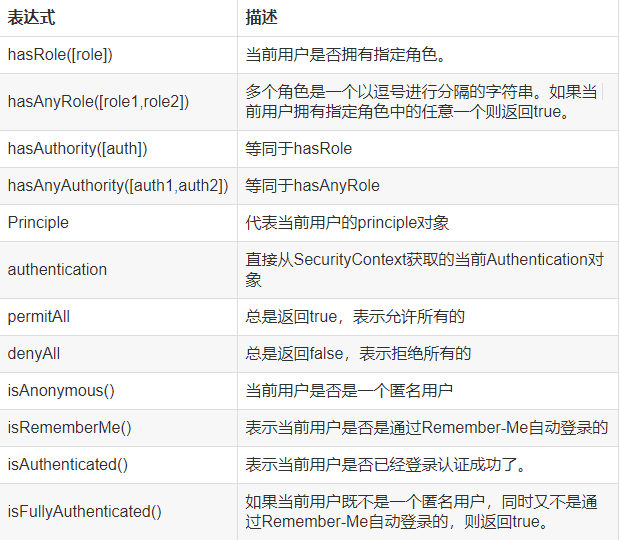 表达式 描述
hasRole([role]) 当前用户是否拥有指定角色。
hasAnyRole([role1,role2]) 多个角色是一个以逗号进行分隔的字符串。如果当
前用户拥有指定角色中的任意一个则返回true。
hasAuthority([auth]) 等同于hasRole
hasAnyAuthority([auth1,auth2]) 等同于hasAnyRole
Principle 代表当前用户的principle对象
authentication 直接从SecurityContext获取的当前Authentication对
象
permitAll 总是返回true，表示允许所有的
denyAll 总是返回false，表示拒绝所有的
isAnonymous() 当前用户是否是一个匿名用户
isRememberMe() 表示当前用户是否是通过Remember-Me自动登录的
isAuthenticated() 表示当前用户是否已经登录认证成功了。
isFullyAuthenticated() 如果当前用户既不是一个匿名用户，同时又不是通
过Remember-Me自动登录的，则返回true。